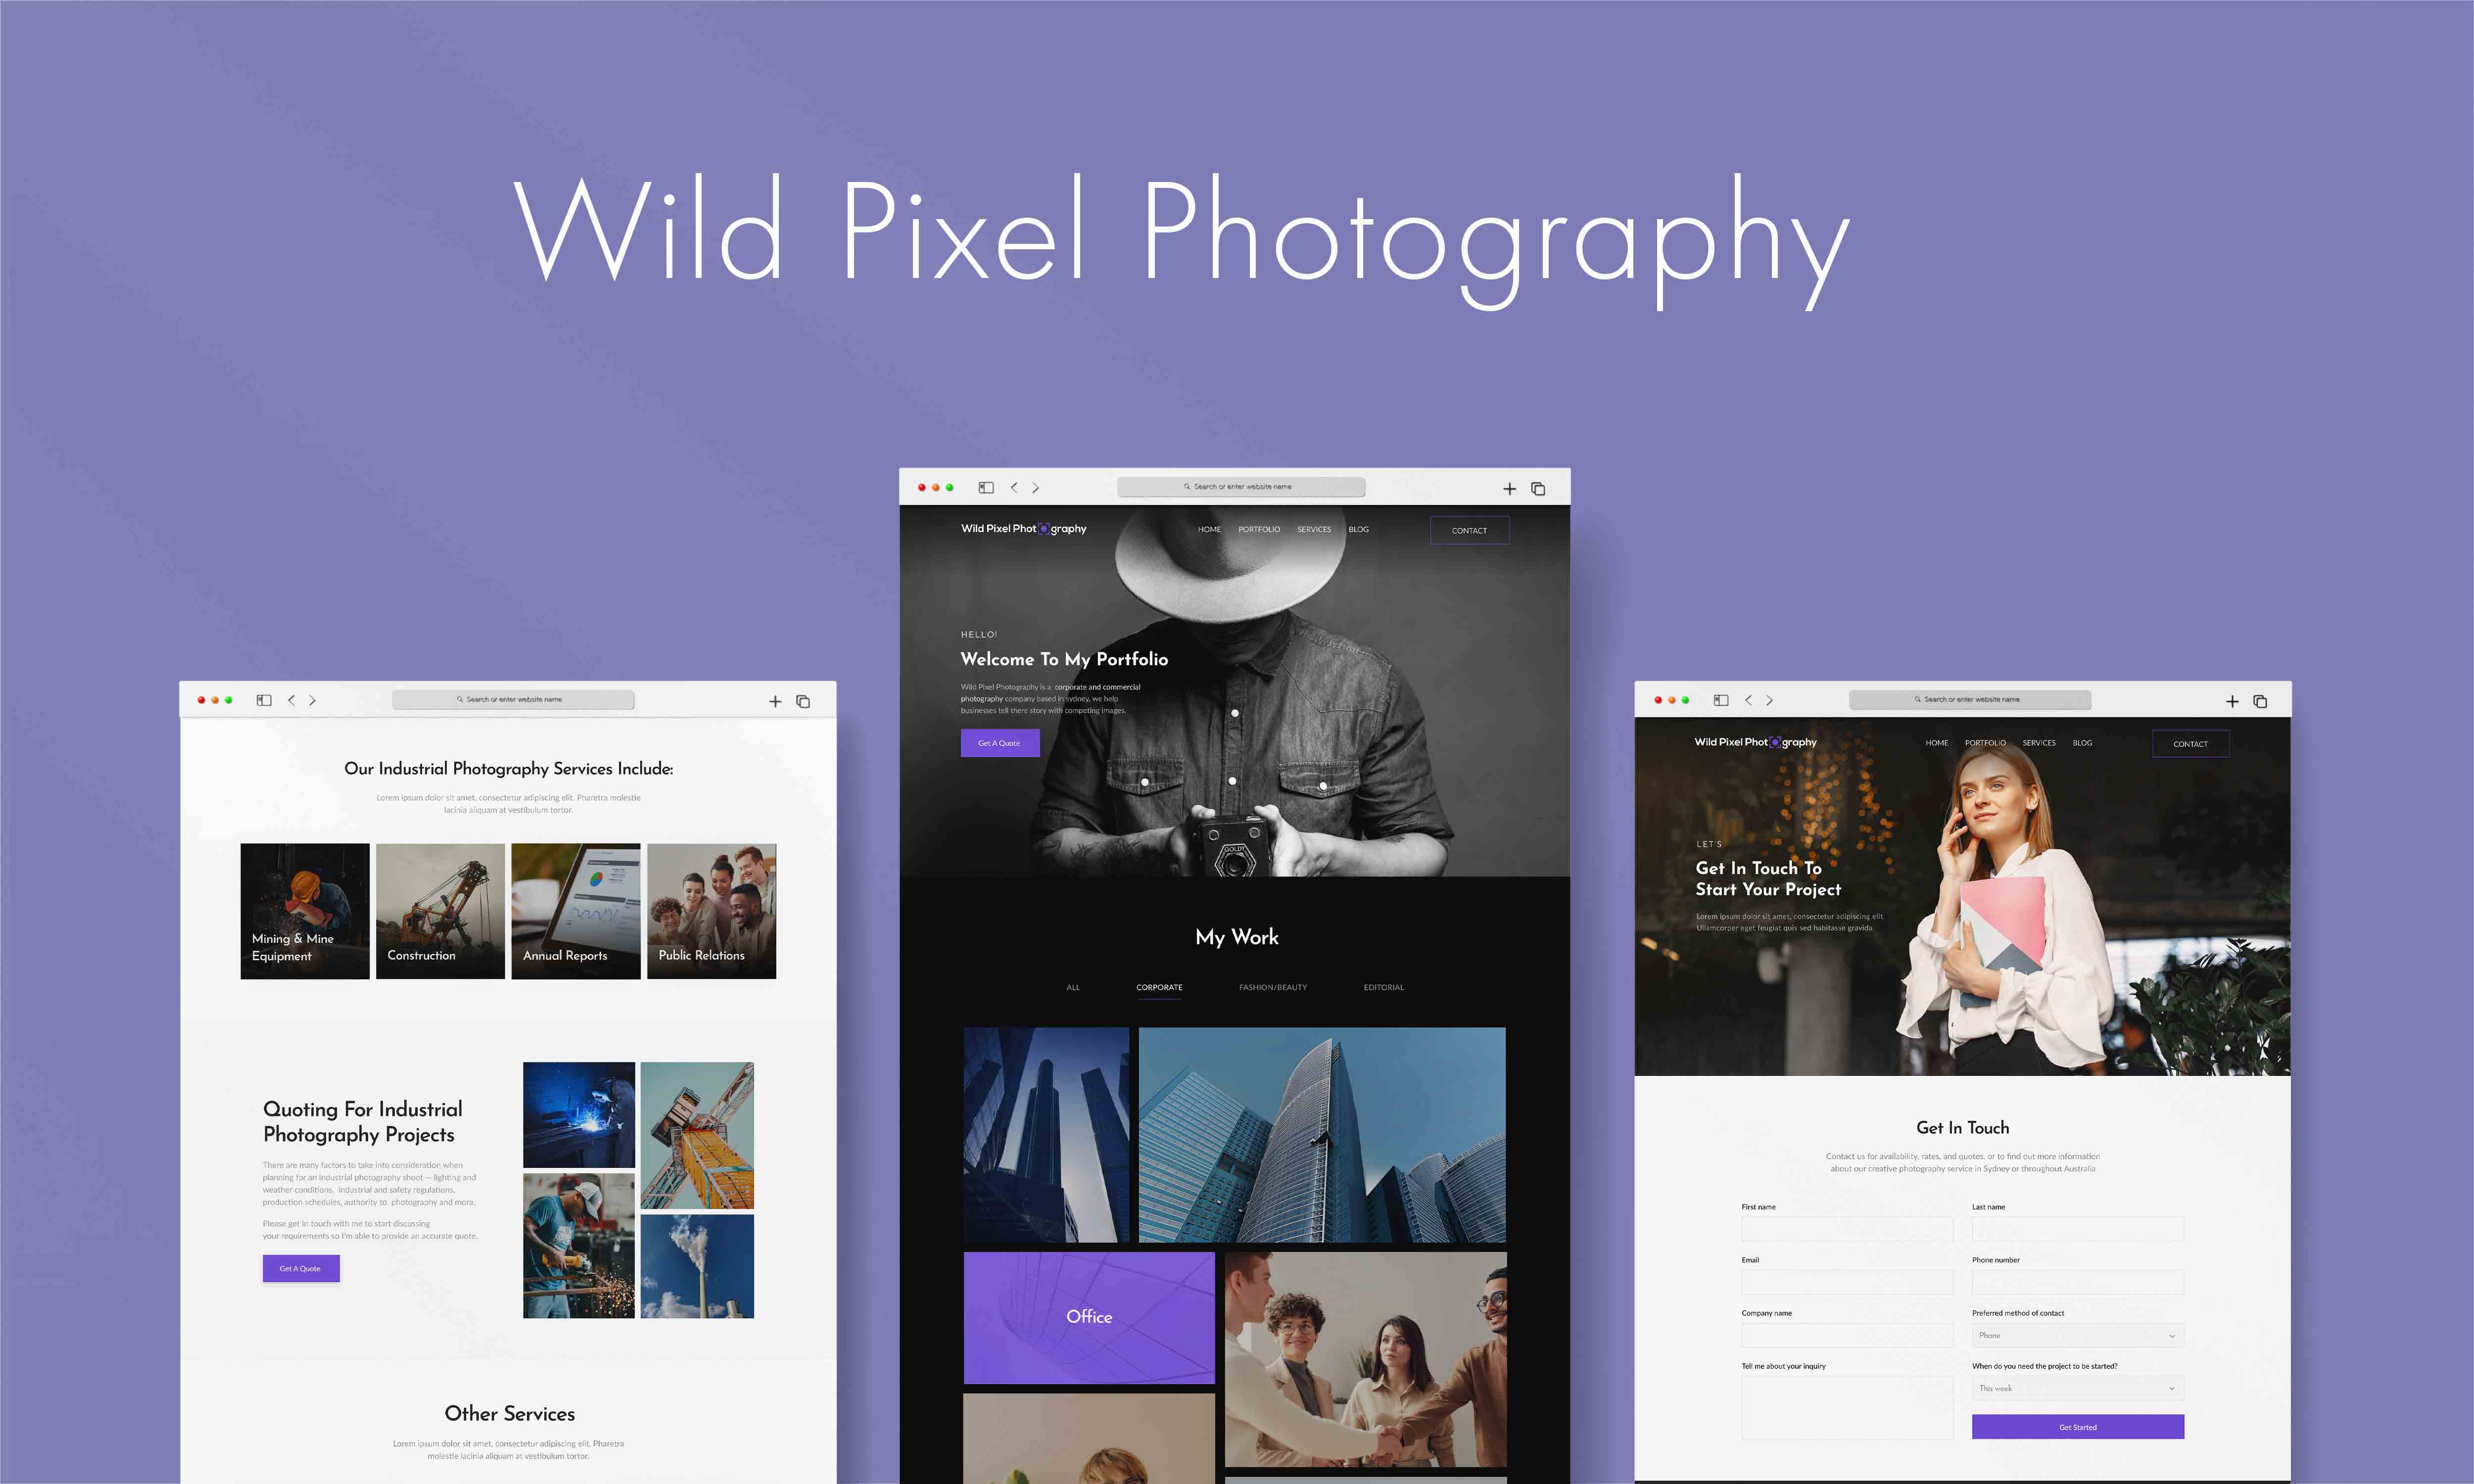 Wild Pixel Photography
Search or enter website name
Our Industrial Photography Services Include:
Lorem ipsum dolor sit amet, consectetur adipiscing elit. Pharetra molestie
lacinia aliquam at vestibulum tortor.
Mining & Mine
Equipment
Construction
Annual Reports
Public Relations
Quoting For Industrial
Photography Projects
There are many factors to take into consideration when
planning for an industrial photography shoot — lighting and
weather conditions, industrial and safety regulations,
production schedules, authority to photography and more.
Please get in touch with me to start discussing
your requirements so I'm able to provide an accurate quote.
Get A Quote
Other Services
Lorem ipsum dolor sit amet, consectetur adipiscing elit. Pharetra
molestie lacinia aliquam at vestibulum tortor.
Search or enter website name
Wild Pixel Photography
HOME PORTFOLIO SERVICES BLOG CONTACT
HELLO!
Welcome To My Portfolio
Wild Pixel Photography is a corporate and commercial
photography company based in sydney, we help
businesses tell there story with competing images.
Get A Quote
GOLDY
My Work
ALL CORPORATE FASHION/BEAUTY EDITORIAL
Office
Search or enter website name
Wild Pixel Photography
HOME PORTFOLIO SERVICES BLOG CONTACT
LET'S
Get In Touch To
Start Your Project
Lorem ipsum dolor sit amet, consectetur adipiscing elit.
Ullamcorper eget feugiat quis sed habitasse gravida
Get In Touch
Contact us for availability, rates, and quotes, or to find out more information
about our creative photography service in Sydney or throughout Australia
First name Last name
Email Phone number
Company name Preferred method of contact
Phone
Tell me about your inquiry When do you need the project to be started?
This week
Get Started